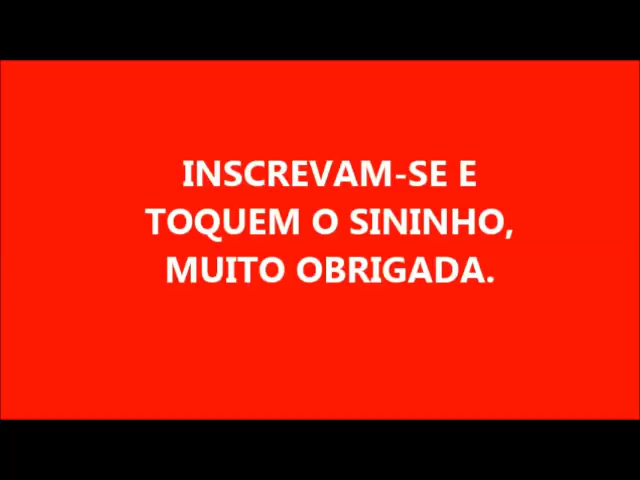 INSCREVAM-SE E
TOQUEM O SININHO,
MUITO OBRIGADA.